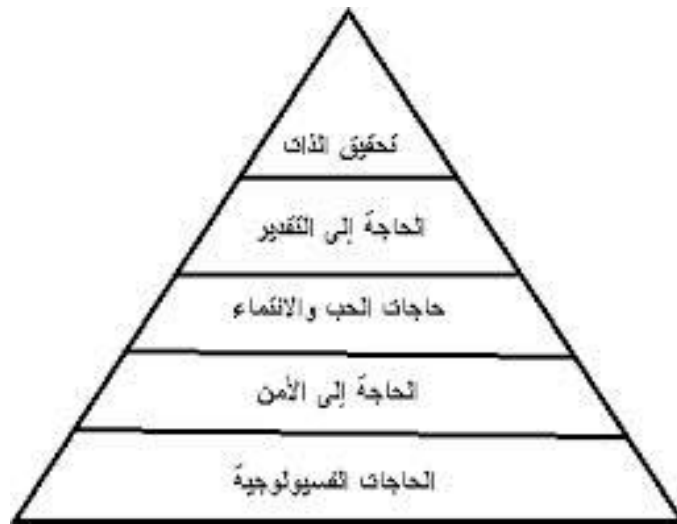 تحقيق الذات
الحاجة إلى التقدير
حاجات الحب والانتماء
الحاجة إلى الأمن
الحاجات الفسيولوجية